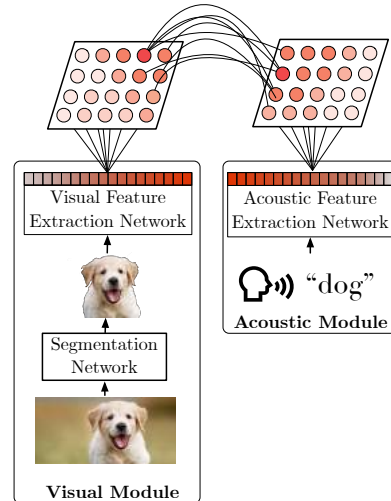 Visual Feature
Extraction Network
Segmentation
Network
Visual Module
Acoustic Feature
Extraction Network
“dog”
Acoustic Module